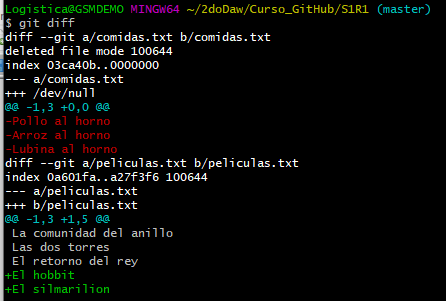 Logistica@GSMDEMO MINGW64 ~/2doDaw/Curso_GitHub/S1R1 (master)
$ git diff
diff --git a/comidas.txt b/comidas.txt
deleted file mode 100644
index 03ca40b..0000000
--- a/comidas.txt
+++ /dev/null
@@ -1,3 +0,0 @@
-Pollo al horno
-Arroz al horno
-Lubina al horno
diff --git a/peliculas.txt b/peliculas.txt
index 0a601fa..a27f3f6 100644
--- a/peliculas.txt
+++ b/peliculas.txt
@@ -1,3 +1,5 @@
 La comunidad del anillo
 Las dos torres
 El retorno del rey
+El hobbit
+El silmarilion